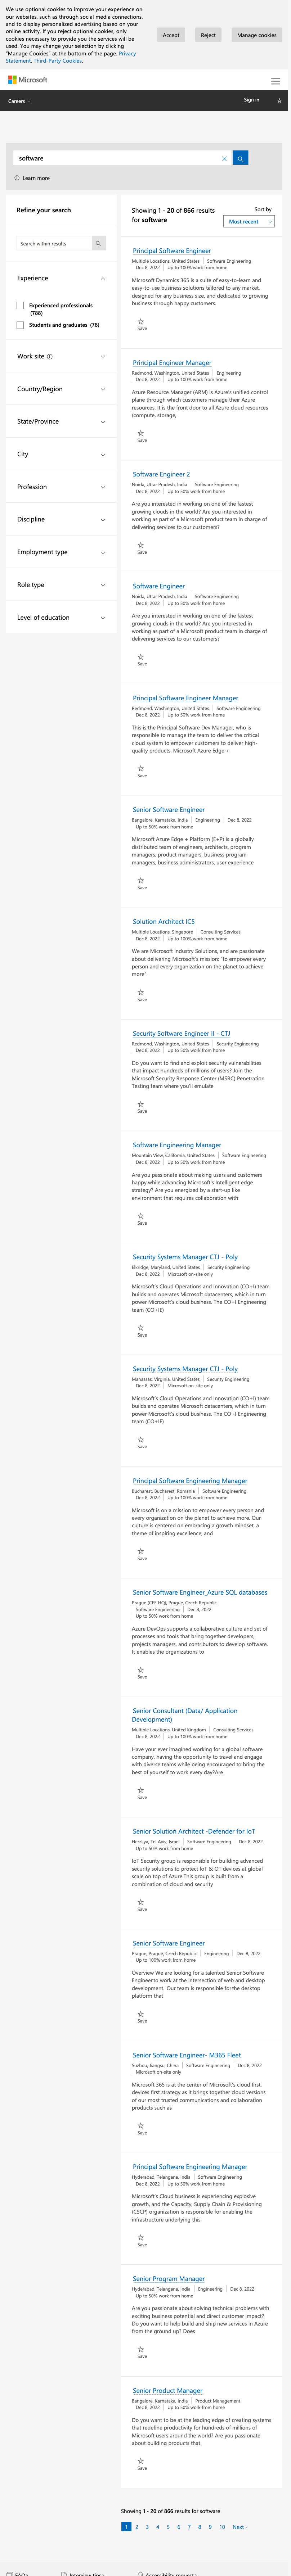 We use optional cookies to improve your experience on
our websites, such as through social media connections,
and to display personalized advertising based on your
online activity. If you reject optional cookies, only
cookies necessary to provide you the services will be
used. You may change your selection by clicking
"Manage Cookies" at the bottom of the page. Privacy
Statement. Third-Party Cookies.
Accept
Reject
Manage cookies
Microsoft
Careers
Sign in
software
Learn more
Refine your search
Search within results
Experience
Experienced professionals
(788)
Students and graduates (78)
Work site
Country/Region
State/Province
City
Profession
Discipline
Employment type
Role type
Level of education
Showing 1 - 20 of 866 results
for software
Sort by
Most recent
Principal Software Engineer
Multiple Locations, United States | Software Engineering
Dec 8, 2022 | Up to 100% work from home
Microsoft Dynamics 365 is a suite of easy-to-learn and
easy-to-use business solutions tailored to any market,
designed for any business size, and dedicated to growing
business through happy customers.
Save
Principal Engineer Manager
Redmond, Washington, United States | Engineering
Dec 8, 2022 | Up to 100% work from home
Azure Resource Manager (ARM) is Azure's unified control
plane through which customers manage their Azure
resources. It is the front door to all Azure cloud resources
(compute, storage,
Save
Software Engineer 2
Noida, Uttar Pradesh, India | Software Engineering
Dec 8, 2022 | Up to 50% work from home
Are you interested in working on one of the fastest
growing clouds in the world? Are you interested in
working as part of a Microsoft product team in charge of
delivering services to our customers?
Save
Software Engineer
Noida, Uttar Pradesh, India | Software Engineering
Dec 8, 2022 | Up to 50% work from home
Are you interested in working on one of the fastest
growing clouds in the world? Are you interested in
working as part of a Microsoft product team in charge of
delivering services to our customers?
Save
Principal Software Engineer Manager
Redmond, Washington, United States | Software Engineering
Dec 8, 2022 | Up to 50% work from home
This is the Principal Software Dev Manager, who is
responsible to manage the team to deliver the critical
cloud system to empower customers to deliver high-
quality products. Microsoft Azure Edge +
Save
Senior Software Engineer
Bangalore, Karnataka, India | Engineering | Dec 8, 2022
Up to 50% work from home
Microsoft Azure Edge + Platform (E+P) is a globally
distributed team of engineers, architects, program
managers, product managers, business program
managers, business administrators, user experience
Save
Solution Architect IC5
Multiple Locations, Singapore | Consulting Services
Dec 8, 2022 | Up to 100% work from home
We are Microsoft Industry Solutions, and are passionate
about delivering Microsoft's mission: "to empower every
person and every organization on the planet to achieve
more".
Save
Security Software Engineer II - CTJ
Redmond, Washington, United States | Security Engineering
Dec 8, 2022 | Up to 50% work from home
Do you want to find and exploit security vulnerabilities
that impact hundreds of millions of users? Join the
Microsoft Security Response Center (MSRC) Penetration
Testing team where you'll emulate
Save
Software Engineering Manager
Mountain View, California, United States | Software Engineering
Dec 8, 2022 | Up to 50% work from home
Are you passionate about making users and customers
happy while advancing Microsoft's Intelligent edge
strategy? Are you energized by a start-up like
environment that requires collaboration with
Save
Security Systems Manager CTJ - Poly
Elkridge, Maryland, United States | Security Engineering
Dec 8, 2022 | Microsoft on-site only
Microsoft's Cloud Operations and Innovation (CO+I) team
builds and operates Microsoft datacenters, which in turn
power Microsoft's cloud business. The CO+I Engineering
team (CO+IE)
Save
Security Systems Manager CTJ - Poly
Manassas, Virginia, United States | Security Engineering
Dec 8, 2022 | Microsoft on-site only
Microsoft's Cloud Operations and Innovation (CO+I) team
builds and operates Microsoft datacenters, which in turn
power Microsoft's cloud business. The CO+I Engineering
team (CO+IE)
Save
Principal Software Engineering Manager
Bucharest, Bucharest, Romania | Software Engineering
Dec 8, 2022 | Up to 100% work from home
Microsoft is on a mission to empower every person and
every organization on the planet to achieve more. Our
culture is centered on embracing a growth mindset, a
theme of inspiring excellence, and
Save
Senior Software Engineer_Azure SQL databases
Prague (CEE HQ), Prague, Czech Republic
Software Engineering | Dec 8, 2022
Up to 50% work from home
Azure DevOps supports a collaborative culture and set of
processes and tools that bring together developers,
projects managers, and contributors to develop software.
It enables the organizations to
Save
Senior Consultant (Data/ Application
Development)
Multiple Locations, United Kingdom | Consulting Services
Dec 8, 2022 | Up to 100% work from home
Have your ever imagined working for a global software
company, having the opportunity to travel and engage
with diverse teams while being encouraged to bring the
best of yourself to work every day?Are
Save
Senior Solution Architect -Defender for IoT
Herzliya, Tel Aviv, Israel | Software Engineering | Dec 8, 2022
Up to 50% work from home
IoT Security group is responsible for building advanced
security solutions to protect IoT & OT devices at global
scale on top of Azure.This group is built from a
combination of cloud and security
Save
Senior Software Engineer
Prague, Prague, Czech Republic | Engineering | Dec 8, 2022
Up to 100% work from home
Overview We are looking for a talented Senior Software
Engineer to work at the intersection of web and desktop
development. Our team is responsible for the desktop
platform that
Save
Senior Software Engineer- M365 Fleet
Suzhou, Jiangsu, China | Software Engineering | Dec 8, 2022
Microsoft on-site only
Microsoft 365 is at the center of Microsoft's cloud first,
devices first strategy as it brings together cloud versions
of our most trusted communications and collaboration
products such as
Save
Principal Software Engineering Manager
Hyderabad, Telangana, India | Software Engineering
Dec 8, 2022 | Up to 50% work from home
Microsoft's Cloud business is experiencing explosive
growth, and the Capacity, Supply Chain & Provisioning
(CSCP) organization is responsible for enabling the
infrastructure underlying this
Save
Senior Program Manager
Hyderabad, Telangana, India | Engineering | Dec 8, 2022
Up to 50% work from home
Are you passionate about solving technical problems with
exciting business potential and direct customer impact?
Do you want to help build and ship new services in Azure
from the ground up? Does
Save
Senior Product Manager
Bangalore, Karnataka, India | Product Management
Dec 8, 2022 | Up to 50% work from home
Do you want to be at the leading edge of creating systems
that redefine productivity for hundreds of millions of
Microsoft users around the world? Are you passionate
about building products that
Save
Showing 1 - 20 of 866 results for software
1 2 3 4 5 6 7 8 9 10 Next
FAQ
Interview tips
Accessibility request